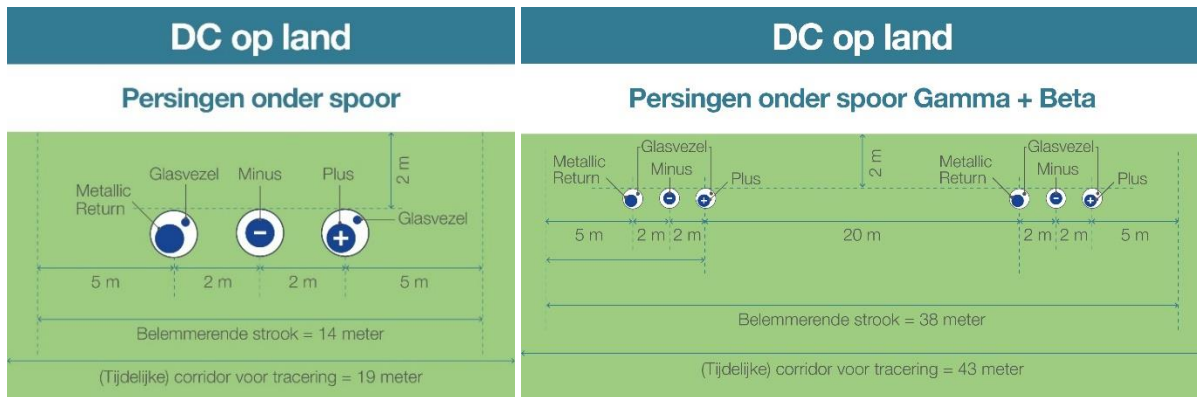 DC op land
Persingen onder spoor
2 m
Glasvezel
Minus
Plus
Metallic
Return
Glasvezel
−
+
5 m
2 m
2 m
5 m
Belemmerende strook = 14 meter
(Tijdelijke) corridor voor tracering = 19 meter
DC op land
Persingen onder spoor Gamma + Beta
Glasvezel
Metallic
Return
Minus
Plus
−
+
2 m
Glasvezel
Metallic
Return
Minus
Plus
−
+
5 m
2 m
2 m
20 m
2 m
2 m
5 m
Belemmerende strook = 38 meter
(Tijdelijke) corridor voor tracering = 43 meter